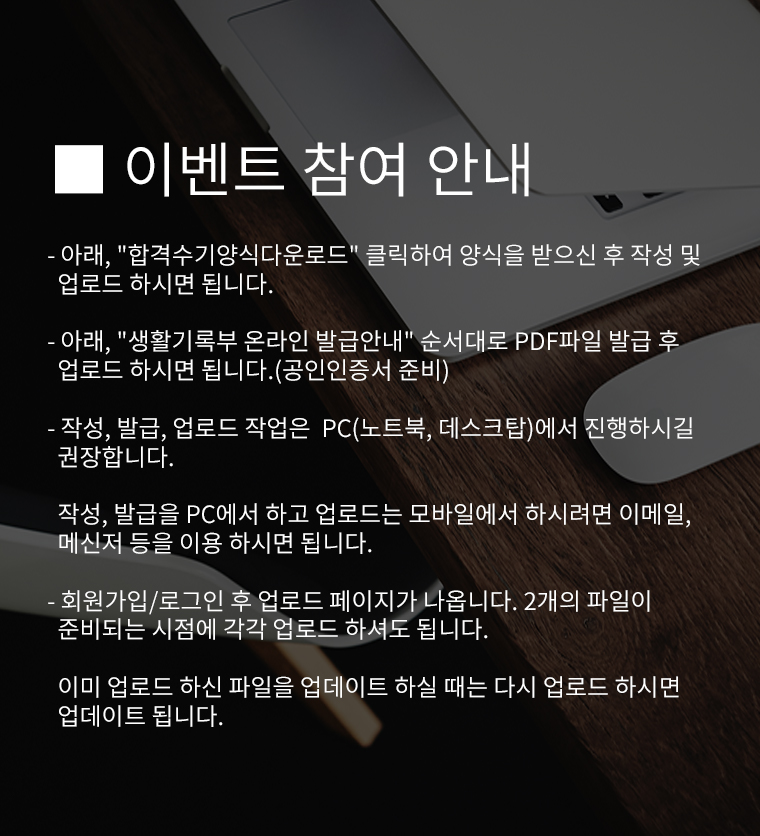 ■ 이벤트 참여 안내
- 아래, "합격수기양식다운로드" 클릭하여 양식을 받으신 후 작성 및
업로드 하시면 됩니다.
- 아래, "생활기록부 온라인 발급안내" 순서대로 PDF파일 발급 후
업로드 하시면 됩니다.(공인인증서 준비)
- 작성, 발급, 업로드 작업은 PC(노트북, 데스크탑)에서 진행하시길
권장합니다.
작성, 발급을 PC에서 하고 업로드는 모바일에서 하시려면 이메일,
메신저 등을 이용 하시면 됩니다.
- 회원가입/로그인 후 업로드 페이지가 나옵니다. 2개의 파일이
준비되는 시점에 각각 업로드 하셔도 됩니다.
이미 업로드 하신 파일을 업데이트 하실 때는 다시 업로드 하시면
업데이트 됩니다.